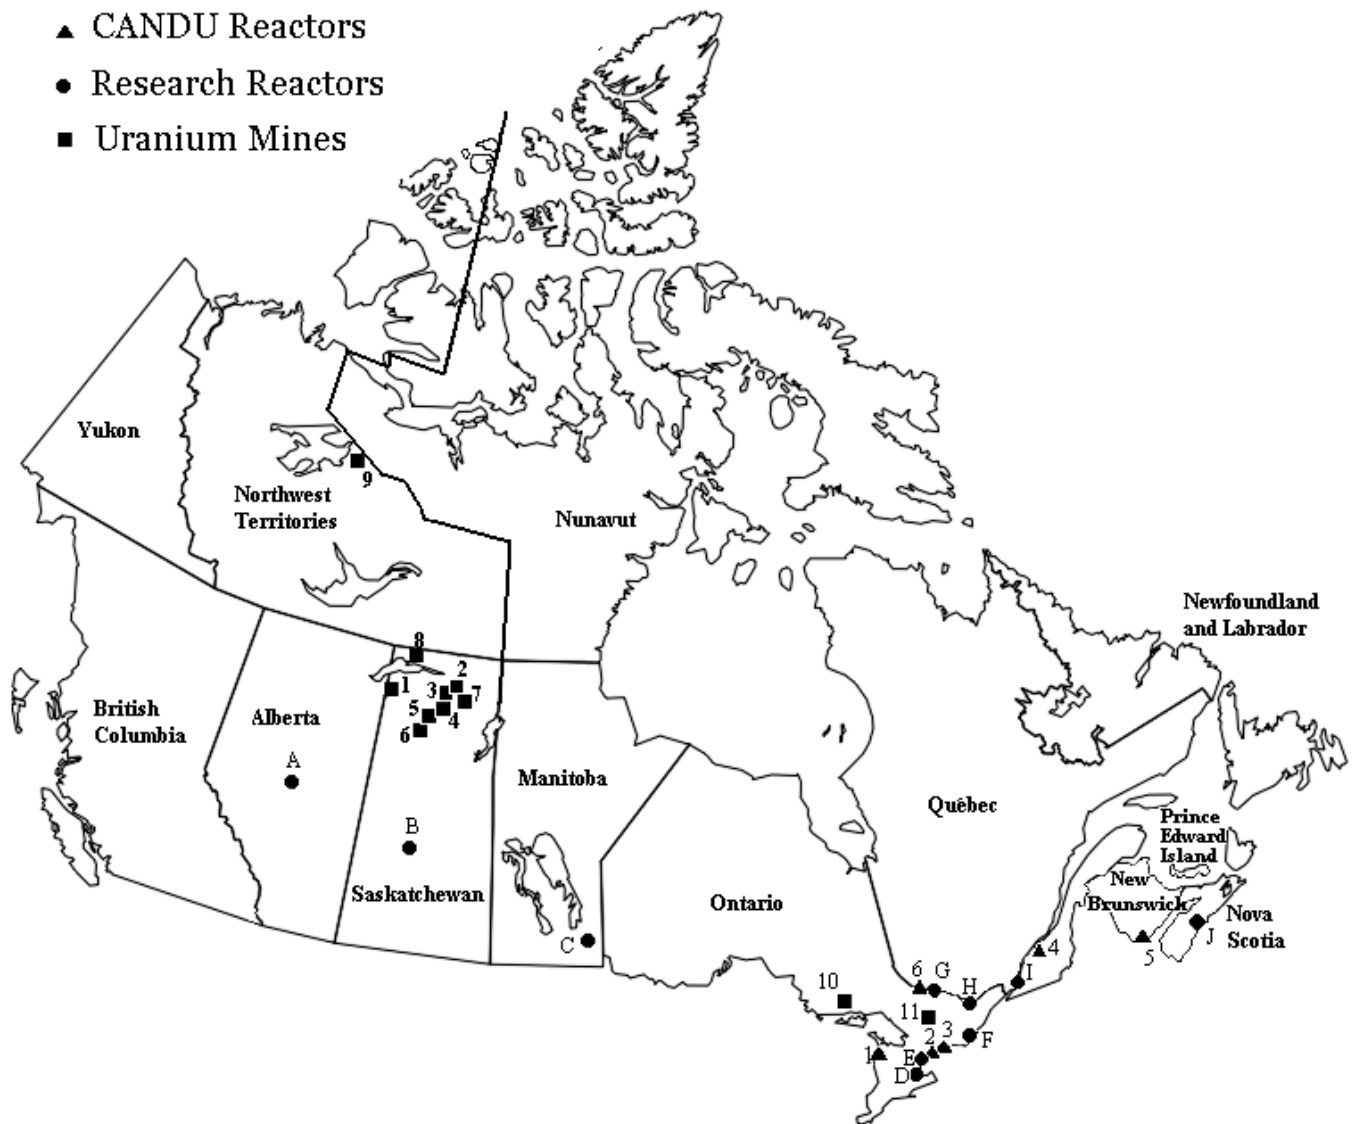 CANDU Reactors
Research Reactors
Uranium Mines
Yukon
9
Northwest
Territories
Nunavut
Newfoundland
and Labrador
8
1
2
3
7
5
4
6
British
Columbia
Alberta
A
Manitoba
Québec
B
Prince
Edward
Island
Saskatchewan
Ontario
New
Brunswick
Nova
Scotia
C
J
4
5
6
G
H
I
10
11
2
3
F
1
E
D